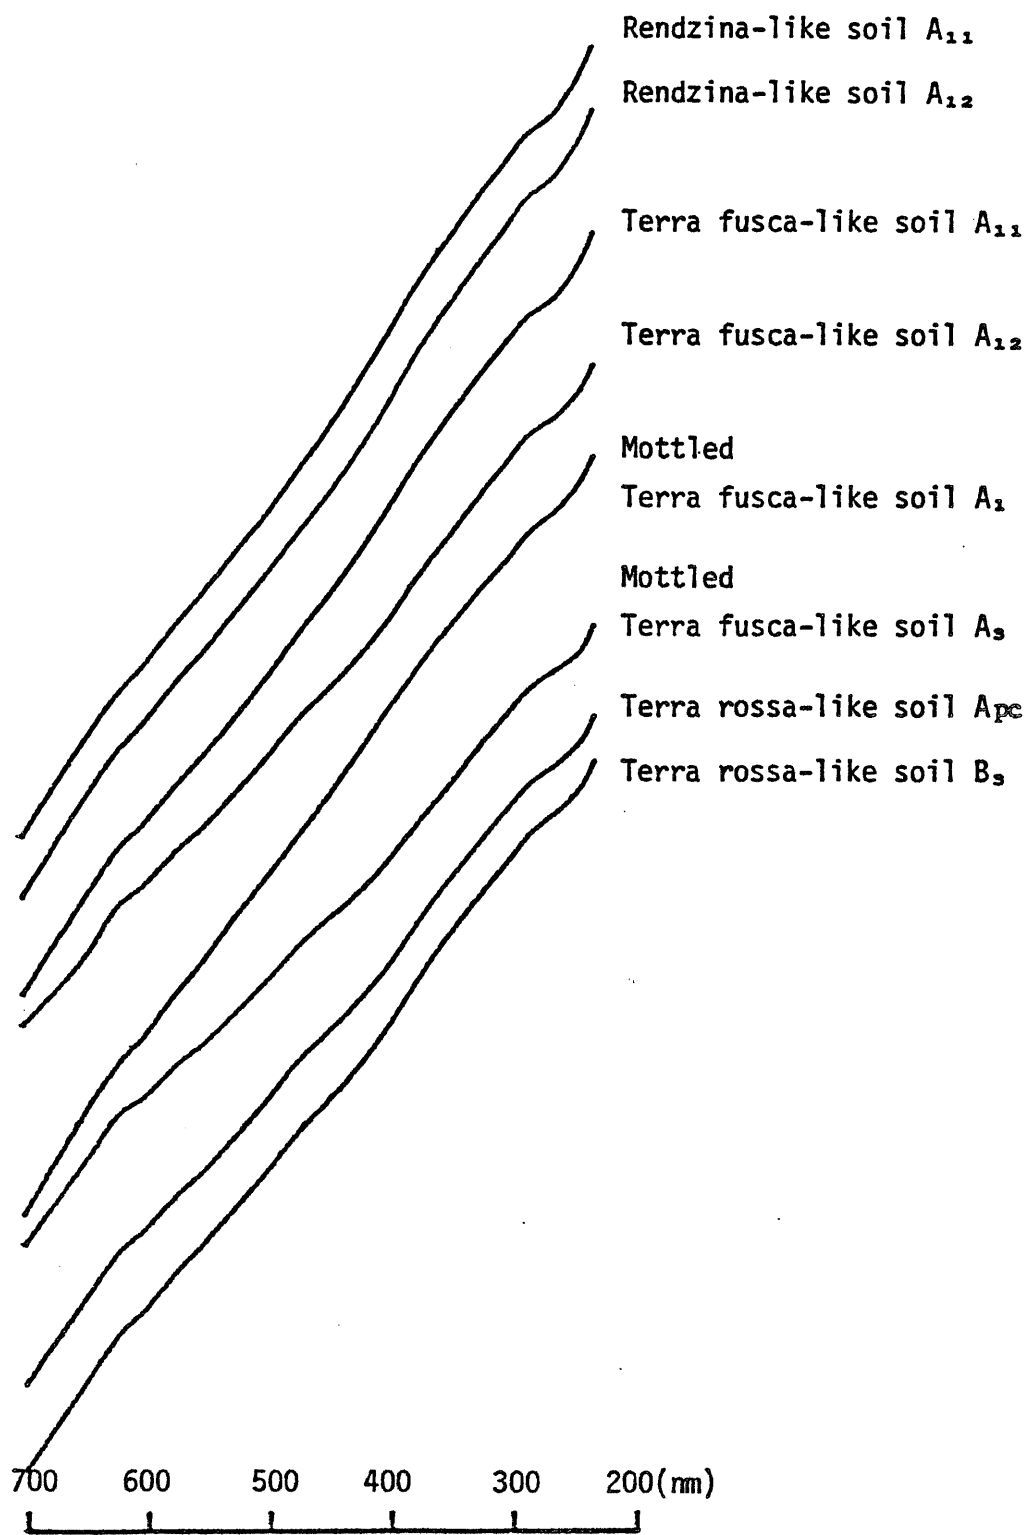 Rendzina-like soil A₁₁
Rendzina-like soil A₁₂
Terra fusca-like soil A₁₁
Terra fusca-like soil A₁₂
Mottled
Terra fusca-like soil A₁
Mottled
Terra fusca-like soil A₃
Terra rossa-like soil Apc
Terra rossa-like soil B₃
700 600 500 400 300 200(nm)